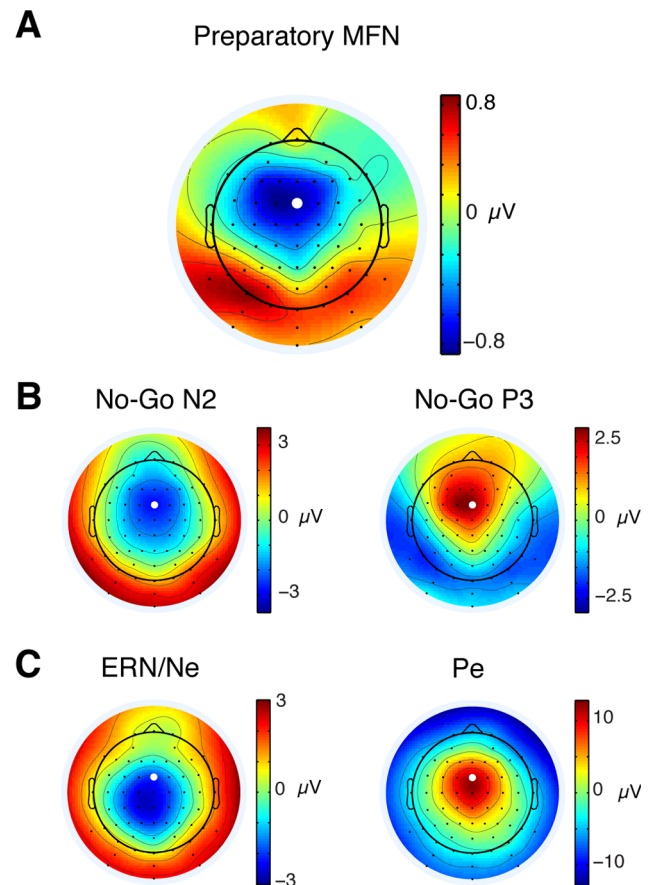 A
Preparatory MFN
0.8
0 μV
−0.8
B
No-Go N2
No-Go P3
3
0 μV
−3
2.5
0 μV
−2.5
C
ERN/Ne
Pe
3
0 μV
−3
10
0 μV
−10